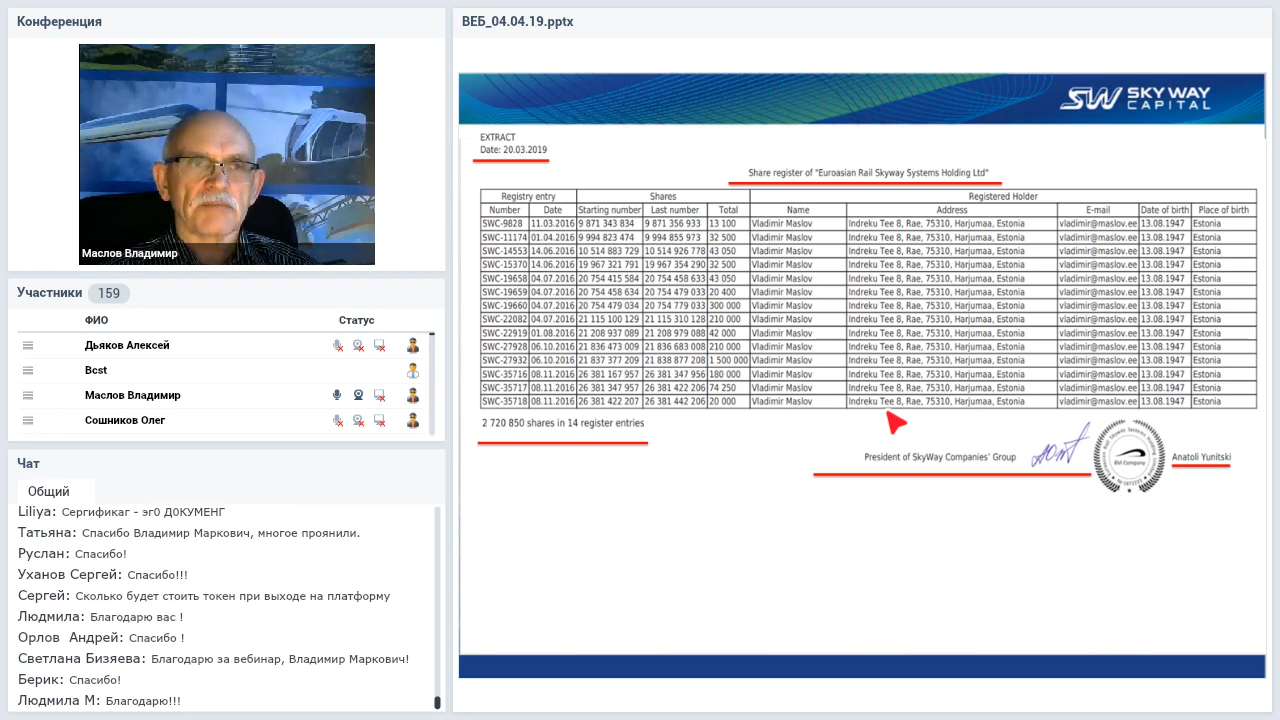 Конференция
Маслов Владимир
Участники 159
ФИО Статус
Дьяков Алексей
Bcst
Маслов Владимир
Сошников Олег
Чат
Общий
Liliya: Сергификаг - эг0 Д0КУМЕНГ
Татьяна: Спасибо Владимир Маркович, многое проянили.
Руслан: Спасибо!
Уханов Сергей: Спасибо!!!
Сергей: Сколько будет стоить токен при выходе на платформу
Людмила: Благодарю вас !
Орлов Андрей: Спасибо !
Светлана Бизяева: Благодарю за вебинар, Владимир Маркович!
Берик: Спасибо!
Людмила М: Благодарю!!!
ВЕБ_04.04.19.pptx
SW SKY WAY
CAPITAL
EXTRACT
Date: 20.03.2019
Share register of "Euroasian Rail Skyway Systems Holding Ltd"
Registry entry Shares Registered Holder
Number Date Starting number Last number Total Name Address E-mail Date of birth Place of birth
SWC-9828 11.03.2016 9 871 343 834 9 871 356 933 13 100 Vladimir Maslov Indreku Tee 8, Rae, 75310, Harjumaa, Estonia vladimir@maslov.ee 13.08.1947 Estonia
SWC-11174 01.04.2016 9 994 823 474 9 994 855 973 32 500 Vladimir Maslov Indreku Tee 8, Rae, 75310, Harjumaa, Estonia vladimir@maslov.ee 13.08.1947 Estonia
SWC-14553 14.06.2016 10 514 883 729 10 514 926 778 43 050 Vladimir Maslov Indreku Tee 8, Rae, 75310, Harjumaa, Estonia vladimir@maslov.ee 13.08.1947 Estonia
SWC-15370 14.06.2016 19 967 321 791 19 967 354 290 32 500 Vladimir Maslov Indreku Tee 8, Rae, 75310, Harjumaa, Estonia vladimir@maslov.ee 13.08.1947 Estonia
SWC-19658 04.07.2016 20 754 415 584 20 754 458 633 43 050 Vladimir Maslov Indreku Tee 8, Rae, 75310, Harjumaa, Estonia vladimir@maslov.ee 13.08.1947 Estonia
SWC-19659 04.07.2016 20 754 458 634 20 754 479 033 20 400 Vladimir Maslov Indreku Tee 8, Rae, 75310, Harjumaa, Estonia vladimir@maslov.ee 13.08.1947 Estonia
SWC-19660 04.07.2016 20 754 479 034 20 754 779 033 300 000 Vladimir Maslov Indreku Tee 8, Rae, 75310, Harjumaa, Estonia vladimir@maslov.ee 13.08.1947 Estonia
SWC-22082 04.07.2016 21 115 100 129 21 115 310 128 210 000 Vladimir Maslov Indreku Tee 8, Rae, 75310, Harjumaa, Estonia vladimir@maslov.ee 13.08.1947 Estonia
SWC-22919 01.08.2016 21 208 937 089 21 208 979 088 42 000 Vladimir Maslov Indreku Tee 8, Rae, 75310, Harjumaa, Estonia vladimir@maslov.ee 13.08.1947 Estonia
SWC-27928 06.10.2016 21 836 473 009 21 836 683 008 210 000 Vladimir Maslov Indreku Tee 8, Rae, 75310, Harjumaa, Estonia vladimir@maslov.ee 13.08.1947 Estonia
SWC-27932 06.10.2016 21 837 377 209 21 838 877 208 1 500 000 Vladimir Maslov Indreku Tee 8, Rae, 75310, Harjumaa, Estonia vladimir@maslov.ee 13.08.1947 Estonia
SWC-35716 08.11.2016 26 381 167 957 26 381 347 956 180 000 Vladimir Maslov Indreku Tee 8, Rae, 75310, Harjumaa, Estonia vladimir@maslov.ee 13.08.1947 Estonia
SWC-35717 08.11.2016 26 381 347 957 26 381 422 206 74 250 Vladimir Maslov Indreku Tee 8, Rae, 75310, Harjumaa, Estonia vladimir@maslov.ee 13.08.1947 Estonia
SWC-35718 08.11.2016 26 381 422 207 26 381 442 206 20 000 Vladimir Maslov Indreku Tee 8, Rae, 75310, Harjumaa, Estonia vladimir@maslov.ee 13.08.1947 Estonia
2 720 850 shares in 14 register entries
President of SkyWay Companies' Group
BVI Company
Anatoli Yunitski